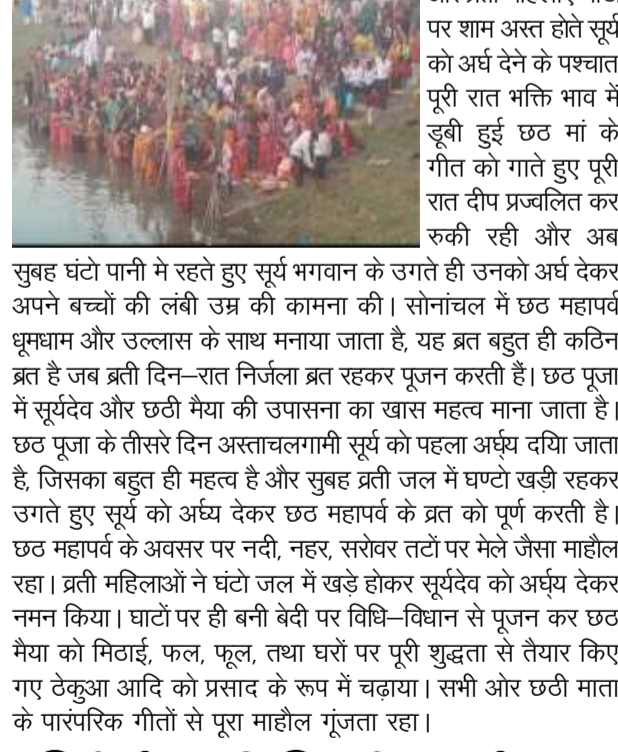 पर शाम अस्त होते सूर्य
को अर्घ देने के पश्चात
पूरी रात भक्ति भाव में
डूबी हुई छठ मां के
गीत को गाते हुए पूरी
रात दीप प्रज्वलित कर
रुकी रही और अब
सुबह घंटो पानी मे रहते हुए सूर्य भगवान के उगते ही उनको अर्घ देकर
अपने बच्चों की लंबी उम्र की कामना की। सोनांचल में छठ महापर्व
धूमधाम और उल्लास के साथ मनाया जाता है, यह ब्रत बहुत ही कठिन
ब्रत है जब ब्रती दिन–रात निर्जला ब्रत रहकर पूजन करती हैं। छठ पूजा
में सूर्यदेव और छठी मैया की उपासना का खास महत्व माना जाता है।
छठ पूजा के तीसरे दिन अस्ताचलगामी सूर्य को पहला अर्घ्य दयिा जाता
है, जिसका बहुत ही महत्व है और सुबह व्रती जल में घण्टो खड़ी रहकर
उगते हुए सूर्य को अर्घ्य देकर छठ महापर्व के व्रत को पूर्ण करती है।
छठ महापर्व के अवसर पर नदी, नहर, सरोवर तटों पर मेले जैसा माहौल
रहा। व्रती महिलाओं ने घंटो जल में खड़े होकर सूर्यदेव को अर्घ्य देकर
नमन किया। घाटों पर ही बनी बेदी पर विधि–विधान से पूजन कर छठ
मैया को मिठाई, फल, फूल, तथा घरों पर पूरी शुद्धता से तैयार किए
गए ठेकुआ आदि को प्रसाद के रूप में चढ़ाया। सभी ओर छठी माता
के पारंपरिक गीतों से पूरा माहौल गूंजता रहा।